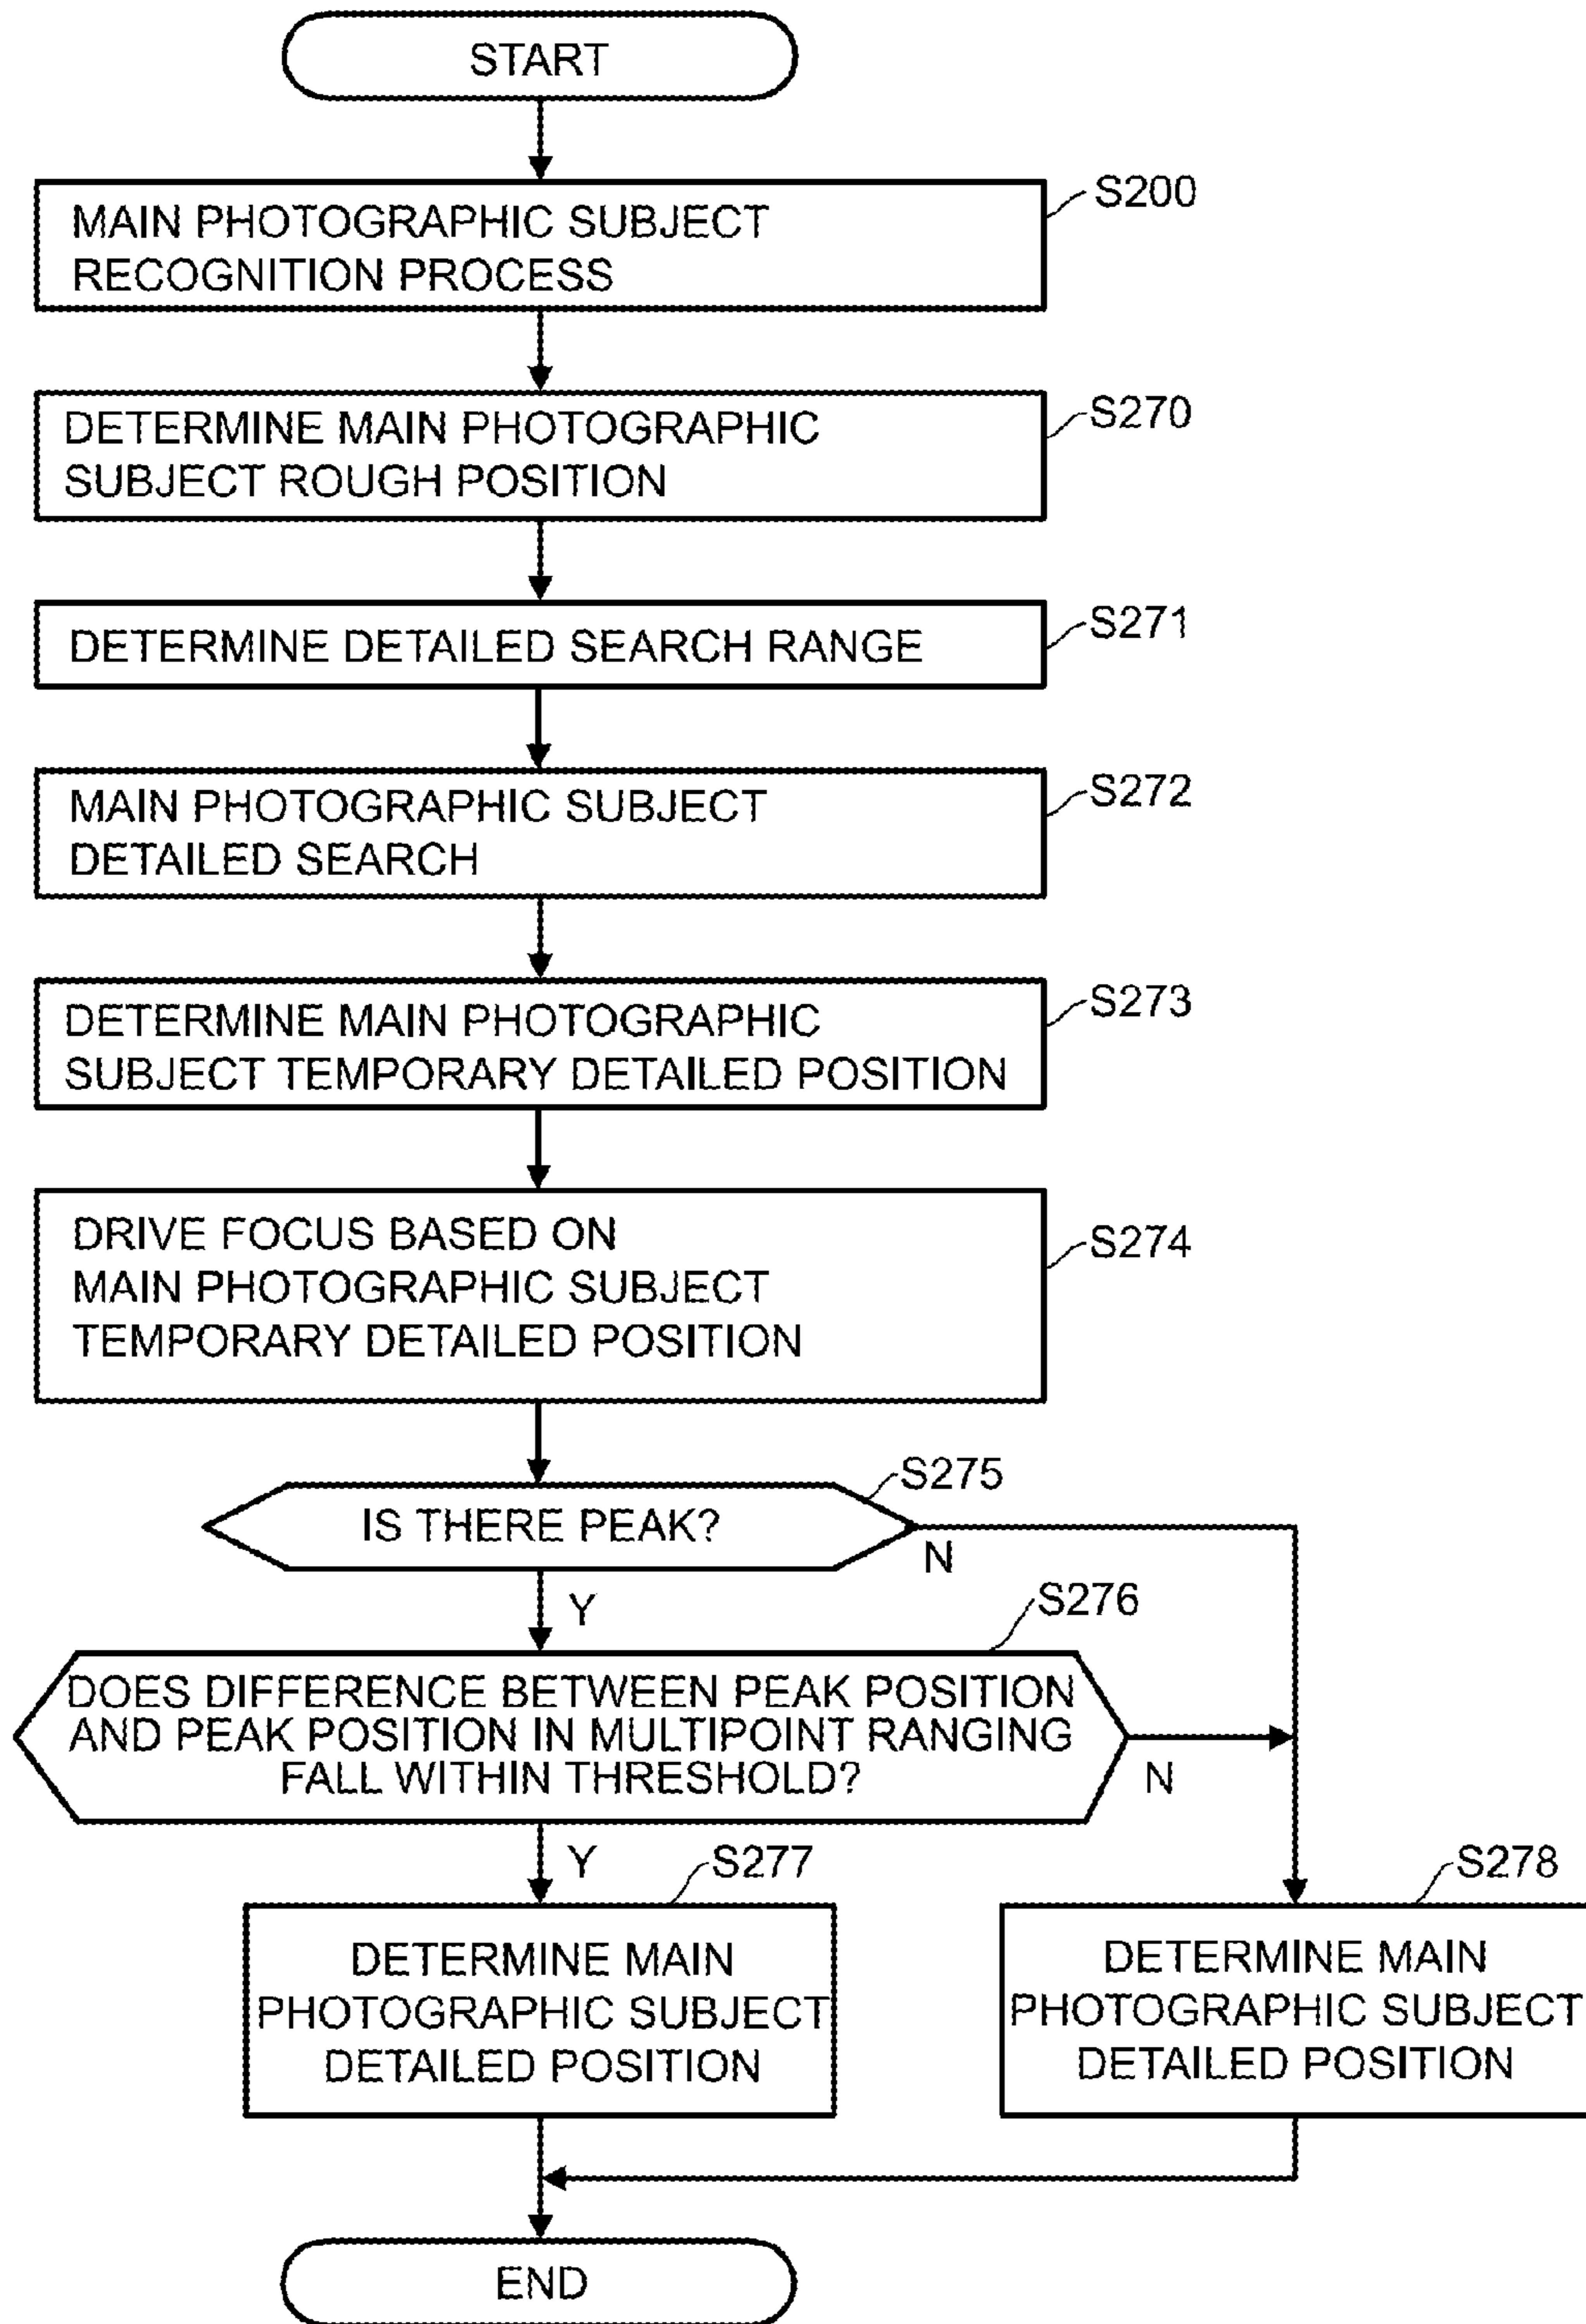 START
S200
MAIN PHOTOGRAPHIC SUBJECT
RECOGNITION PROCESS
S270
DETERMINE MAIN PHOTOGRAPHIC
SUBJECT ROUGH POSITION
S271
DETERMINE DETAILED SEARCH RANGE
S272
MAIN PHOTOGRAPHIC SUBJECT
DETAILED SEARCH
S273
DETERMINE MAIN PHOTOGRAPHIC
SUBJECT TEMPORARY DETAILED POSITION
S274
DRIVE FOCUS BASED ON
MAIN PHOTOGRAPHIC SUBJECT
TEMPORARY DETAILED POSITION
S275
IS THERE PEAK?
N
Y
S276
DOES DIFFERENCE BETWEEN PEAK POSITION
AND PEAK POSITION IN MULTIPOINT RANGING
FALL WITHIN THRESHOLD?
N
Y
S277
DETERMINE MAIN
PHOTOGRAPHIC SUBJECT
DETAILED POSITION
S278
DETERMINE MAIN
PHOTOGRAPHIC SUBJECT
DETAILED POSITION
END